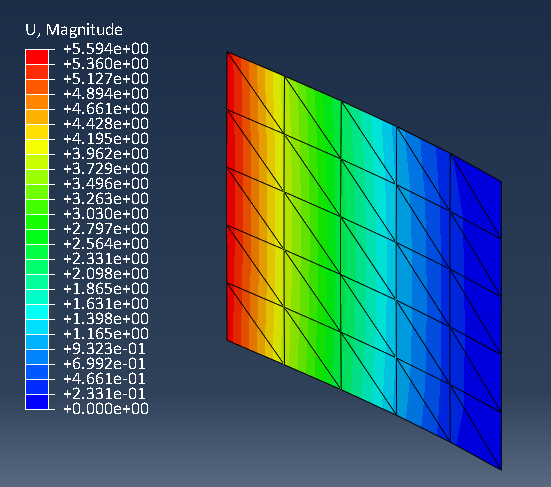 U, Magnitude
+5.594e+00
+5.360e+00
+5.127e+00
+4.894e+00
+4.661e+00
+4.428e+00
+4.195e+00
+3.962e+00
+3.729e+00
+3.496e+00
+3.263e+00
+3.030e+00
+2.797e+00
+2.564e+00
+2.331e+00
+2.098e+00
+1.865e+00
+1.631e+00
+1.398e+00
+1.165e+00
+9.323e-01
+6.992e-01
+4.661e-01
+2.331e-01
+0.000e+00